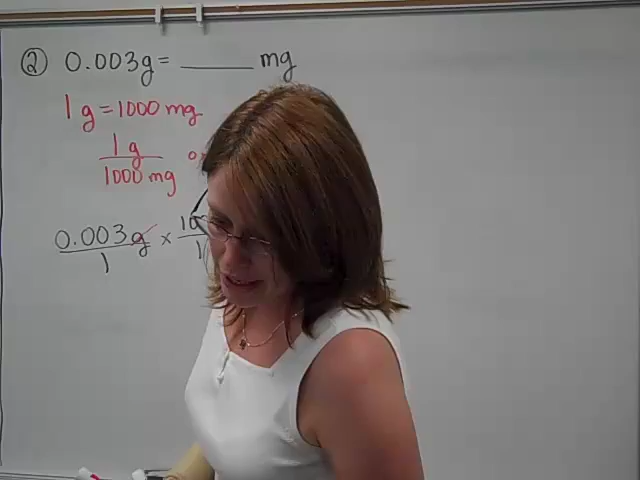 ② 0.003g = ______ mg
1 g = 1000 mg
1 g
1000 mg
0.003 g ×
1